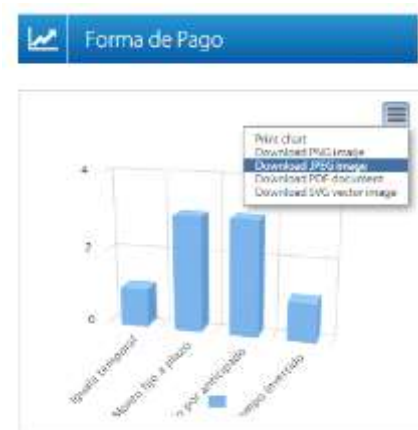 Forma de Pago
Print chart
Download PNG image
Download JPEG image
Download PDF document
Download SVG vector image
4
2
0
Iguala temporal
Monto fijo a plazo
por anticipado
invertido